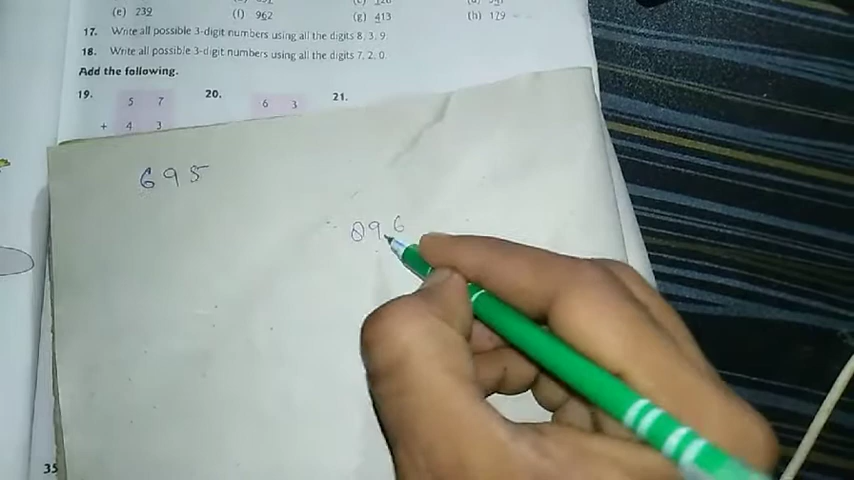 (e) 239 (f) 962 (g) 413 (h) 129
17. Write all possible 3-digit numbers using all the digits 8, 3, 9.
18. Write all possible 3-digit numbers using all the digits 7, 2, 0.
Add the following.
19. 5 7 20. 6 3 21.
+ 4 3
695
096
35